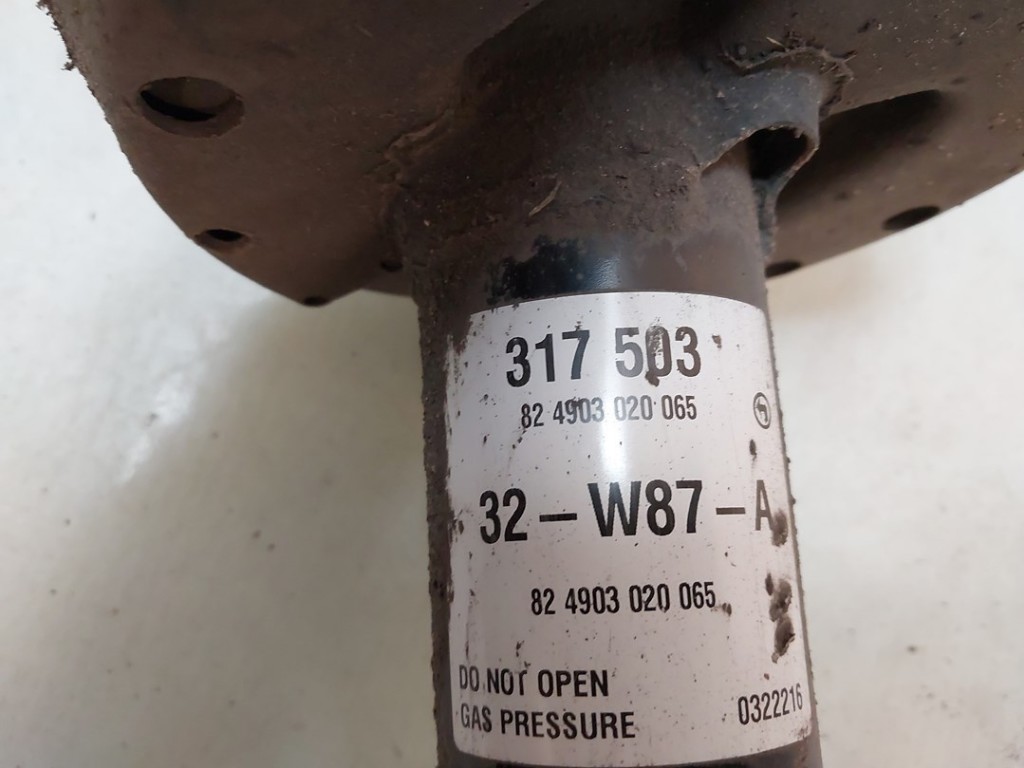 317 503
82 4903 020 065
32-W87-A
82 4903 020 065
DO NOT OPEN
GAS PRESSURE
0322216